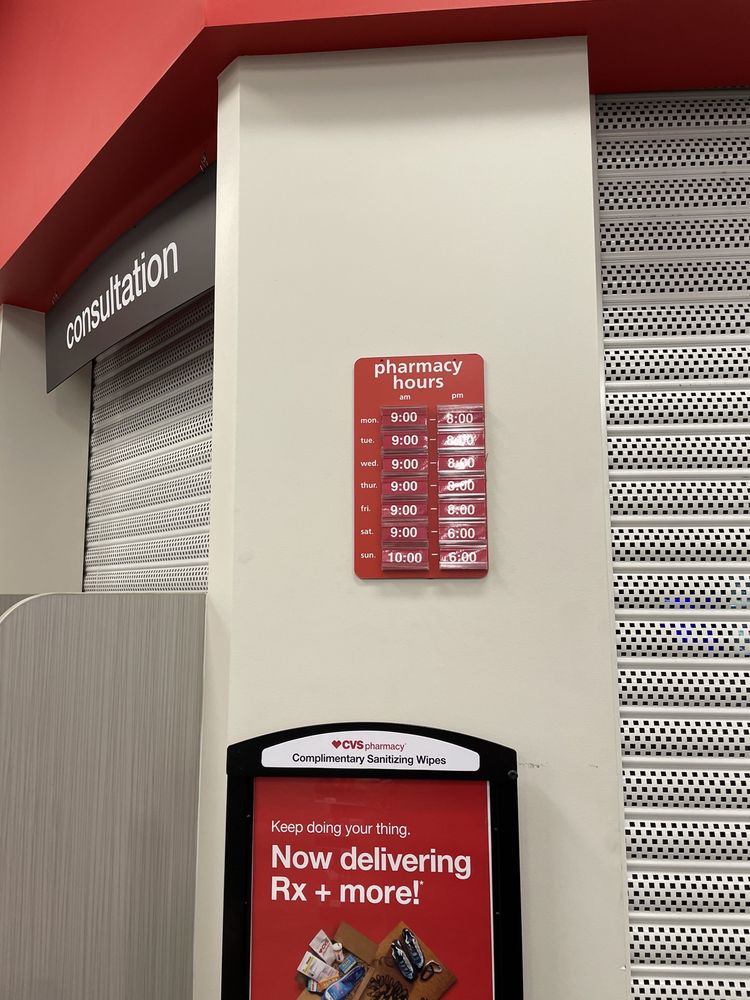 consultation
pharmacy
hours
am pm
mon. 9:00 – 8:00
tue. 9:00 – 8:00
wed. 9:00 – 8:00
thur. 9:00 – 8:00
fri. 9:00 – 8:00
sat. 9:00 – 6:00
sun. 10:00 – 6:00
CVS pharmacy
Complimentary Sanitizing Wipes
Keep doing your thing.
Now delivering
Rx + more!*